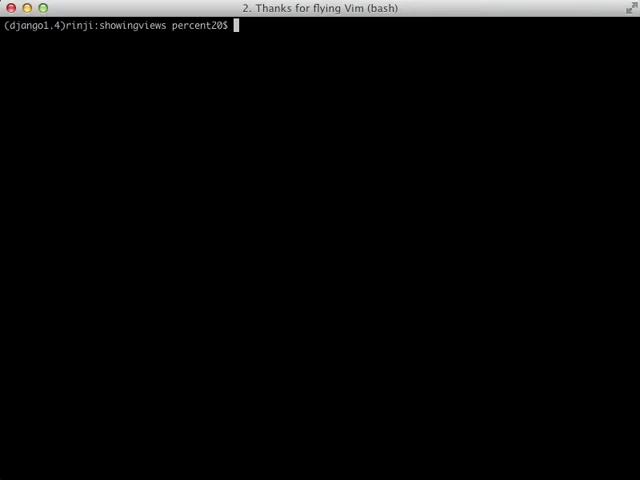 2. Thanks for flying Vim (bash)
(django1.4)rinji:showingviews percent20$